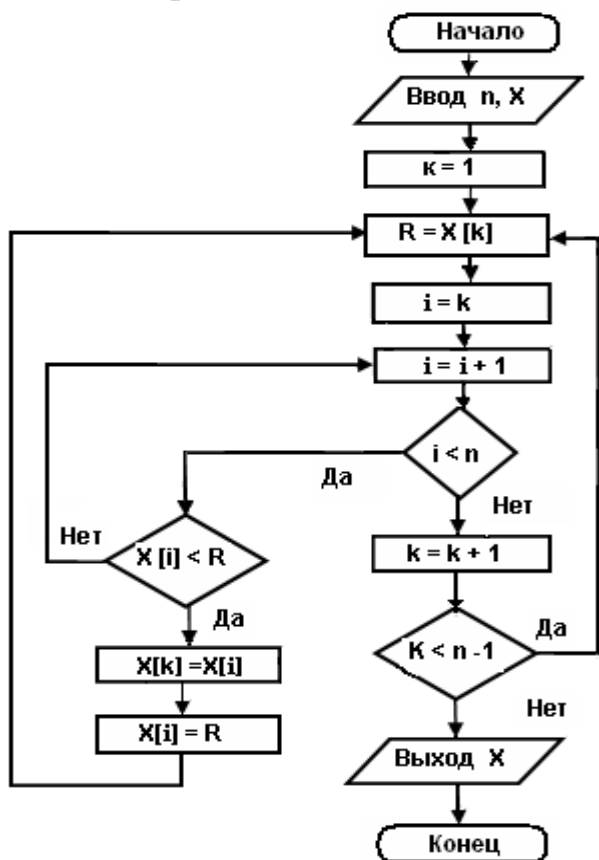 Начало
Ввод n, X
к = 1
R = X [k]
i = k
i = i + 1
i < n
Да
Нет
Нет
X [i] < R
k = k + 1
Да
X[k] =X[i]
K < n -1
Да
X[i] = R
Нет
Выход X
Конец